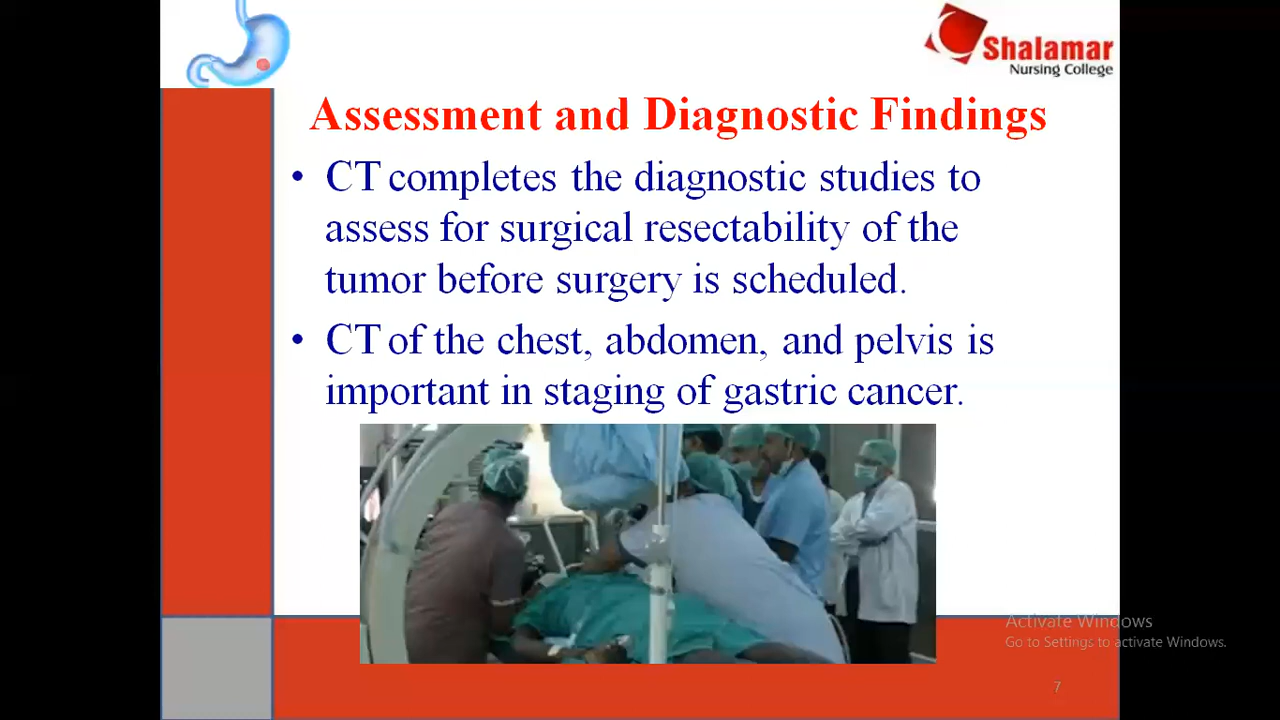 Shalamar
Nursing College
Assessment and Diagnostic Findings
• CT completes the diagnostic studies to
assess for surgical resectability of the
tumor before surgery is scheduled.
• CT of the chest, abdomen, and pelvis is
important in staging of gastric cancer.
Activate Windows
Go to Settings to activate Windows.
7